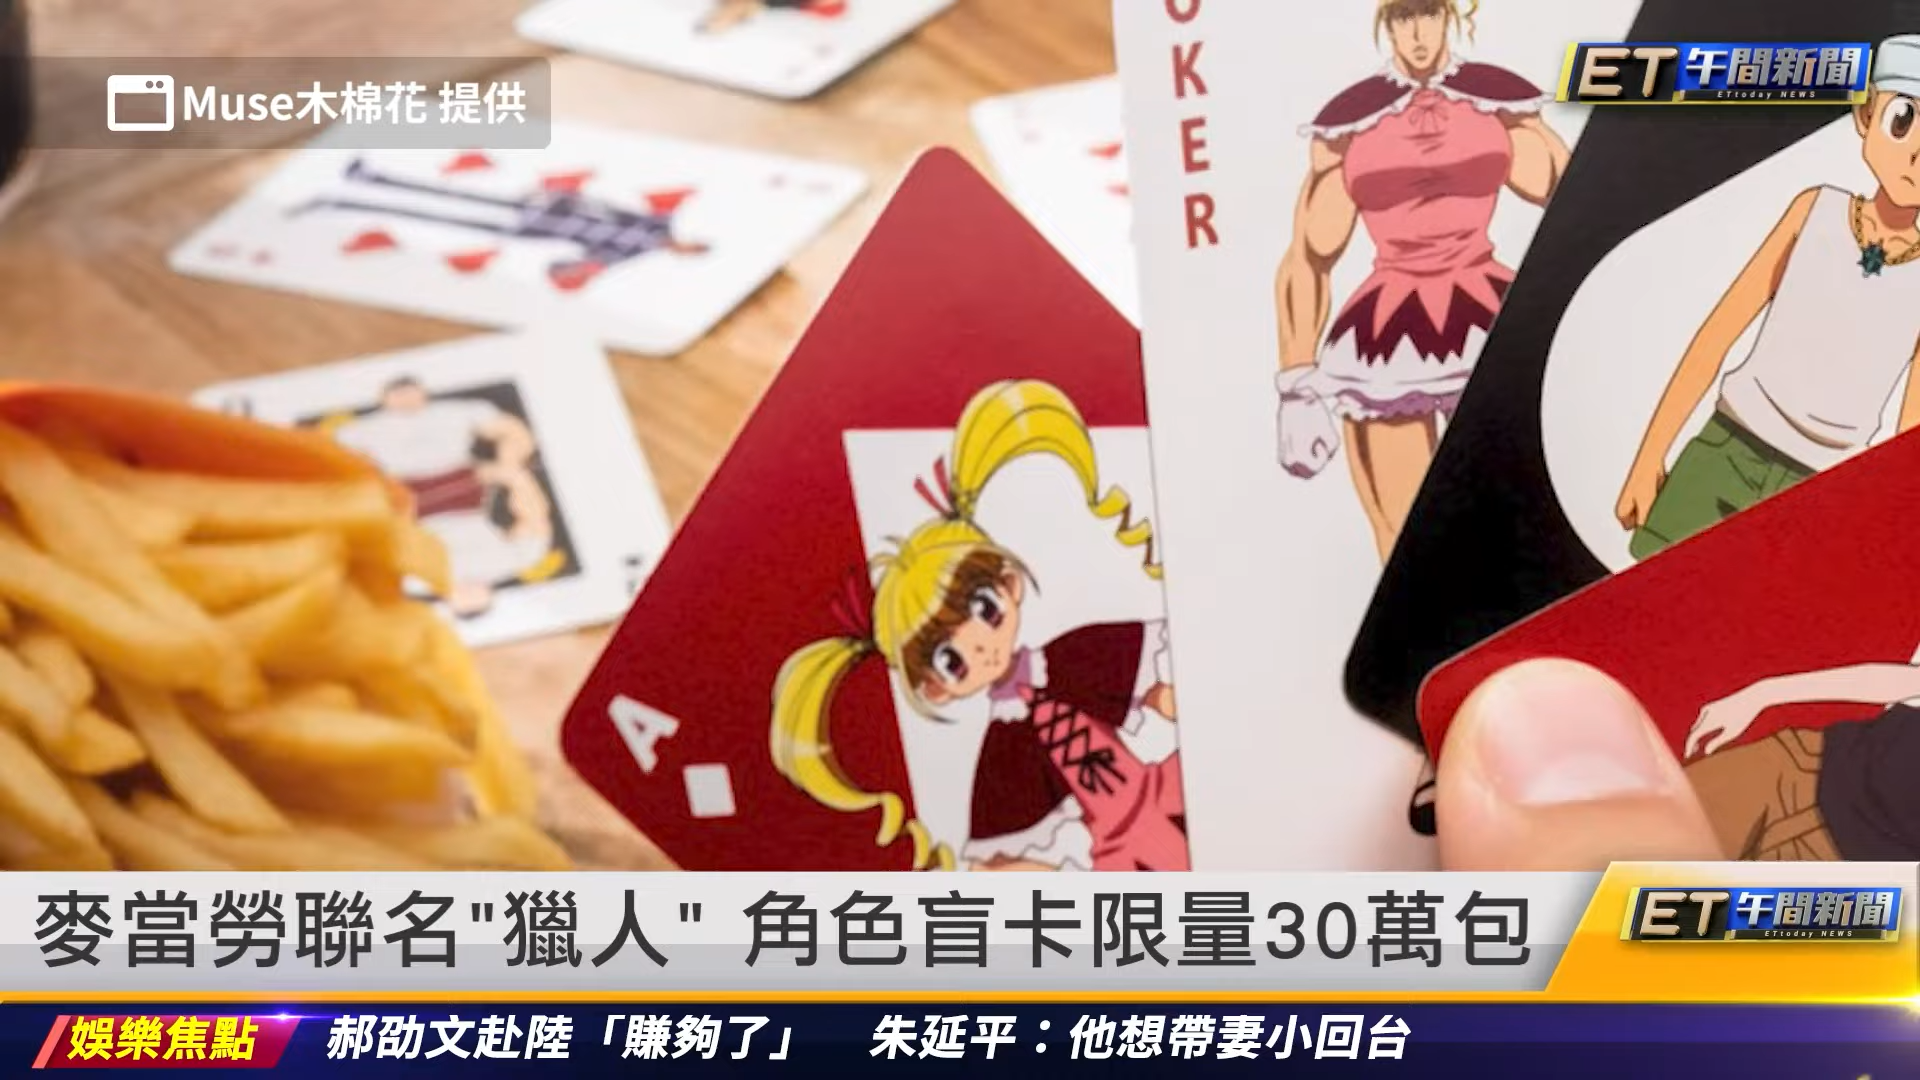 Muse木棉花 提供
ET午間新聞
ETtoday NEWS
OKER
A
麥當勞聯名"獵人" 角色盲卡限量30萬包
ET午間新聞
ETtoday NEWS
娛樂焦點
郝劭文赴陸「賺夠了」 朱延平：他想帶妻小回台